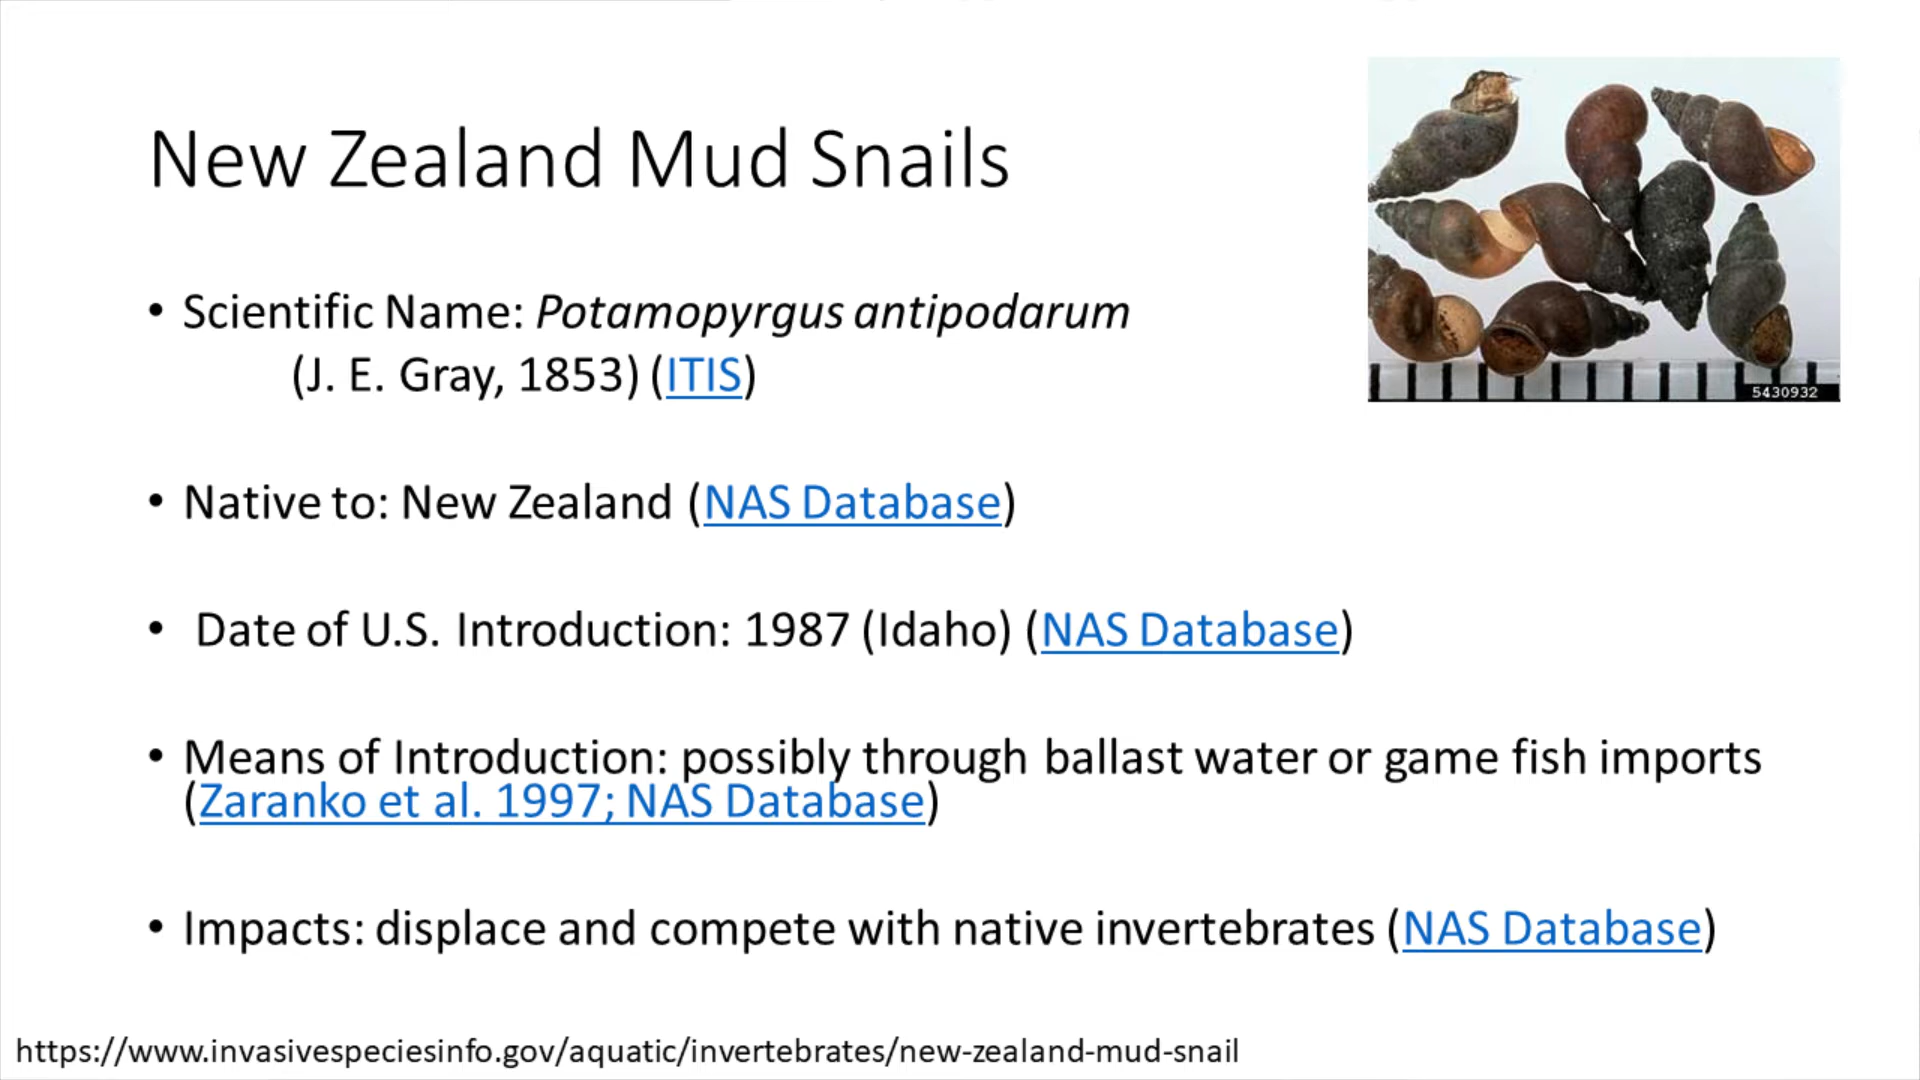 New Zealand Mud Snails
5430932
• Scientific Name: Potamopyrgus antipodarum
(J. E. Gray, 1853) (ITIS)
• Native to: New Zealand (NAS Database)
• Date of U.S. Introduction: 1987 (Idaho) (NAS Database)
• Means of Introduction: possibly through ballast water or game fish imports
(Zaranko et al. 1997; NAS Database)
• Impacts: displace and compete with native invertebrates (NAS Database)
https://www.invasivespeciesinfo.gov/aquatic/invertebrates/new-zealand-mud-snail